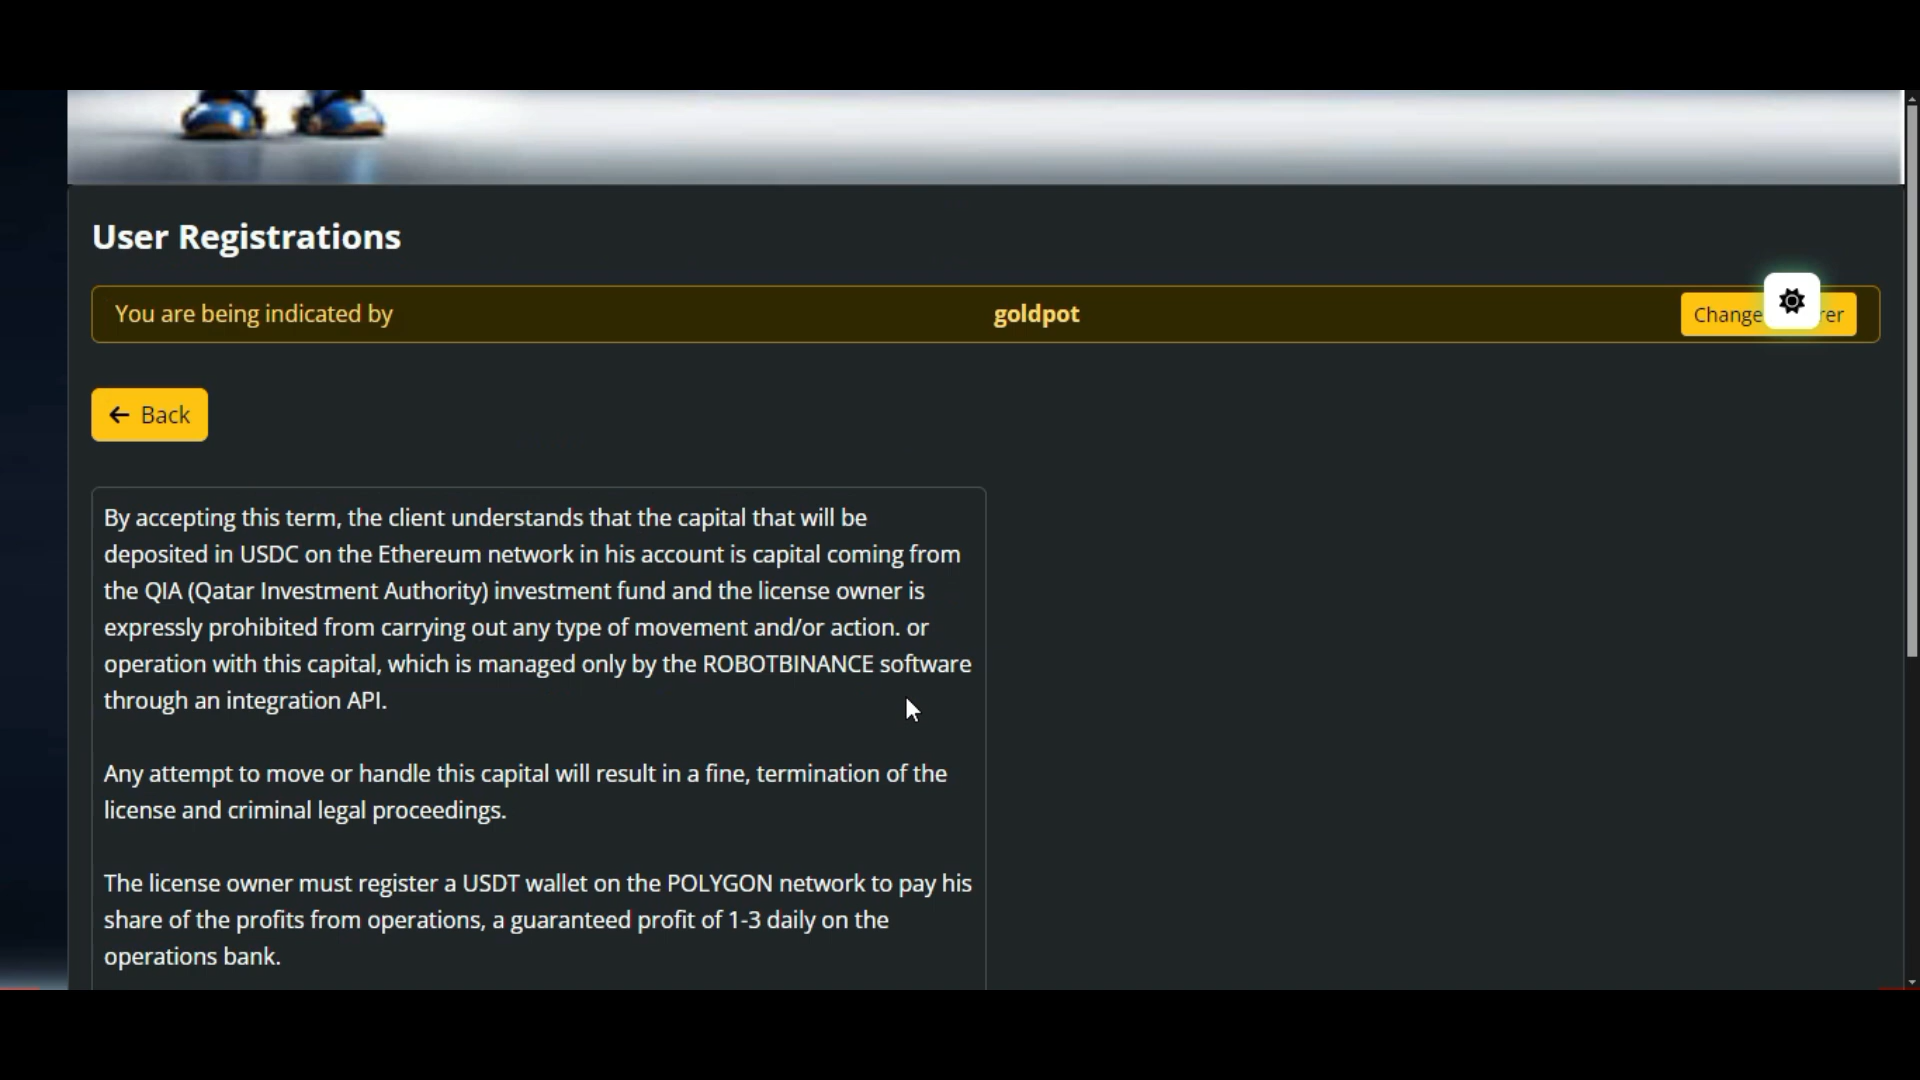 User Registrations
You are being indicated by goldpot Change rer
Back
By accepting this term, the client understands that the capital that will be
deposited in USDC on the Ethereum network in his account is capital coming from
the QIA (Qatar Investment Authority) investment fund and the license owner is
expressly prohibited from carrying out any type of movement and/or action. or
operation with this capital, which is managed only by the ROBOTBINANCE software
through an integration API.
Any attempt to move or handle this capital will result in a fine, termination of the
license and criminal legal proceedings.
The license owner must register a USDT wallet on the POLYGON network to pay his
share of the profits from operations, a guaranteed profit of 1-3 daily on the
operations bank.